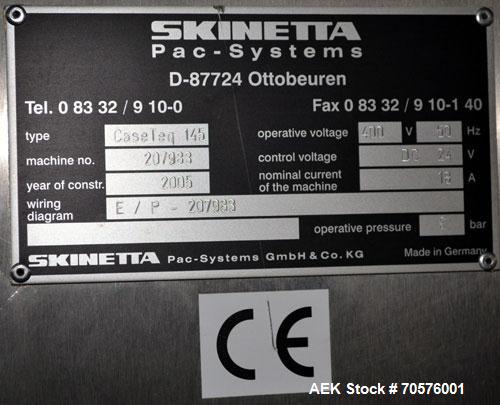 SKINETTA
Pac-Systems
D-87724 Ottobeuren
Tel. 0 83 32 / 9 10-0 Fax 0 83 32 / 9 10-1 40
type Caseleq 145 operative voltage 400 V 50 Hz
machine no. 207983 control voltage DC 24 V
year of constr. 2005 nominal current of the machine 18 A
wiring diagram E / P - 207983
operative pressure bar
SKINETTA Pac-Systems GmbH & Co. KG Made in Germany
CE
AEK Stock # 70576001